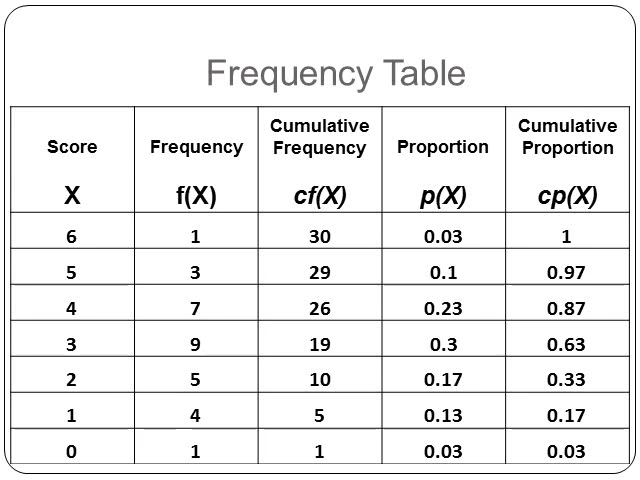 Frequency Table
Score Frequency Cumulative Frequency Proportion Cumulative Proportion
X f(X) cf(X) p(X) cp(X)
6 1 30 0.03 1
5 3 29 0.1 0.97
4 7 26 0.23 0.87
3 9 19 0.3 0.63
2 5 10 0.17 0.33
1 4 5 0.13 0.17
0 1 1 0.03 0.03